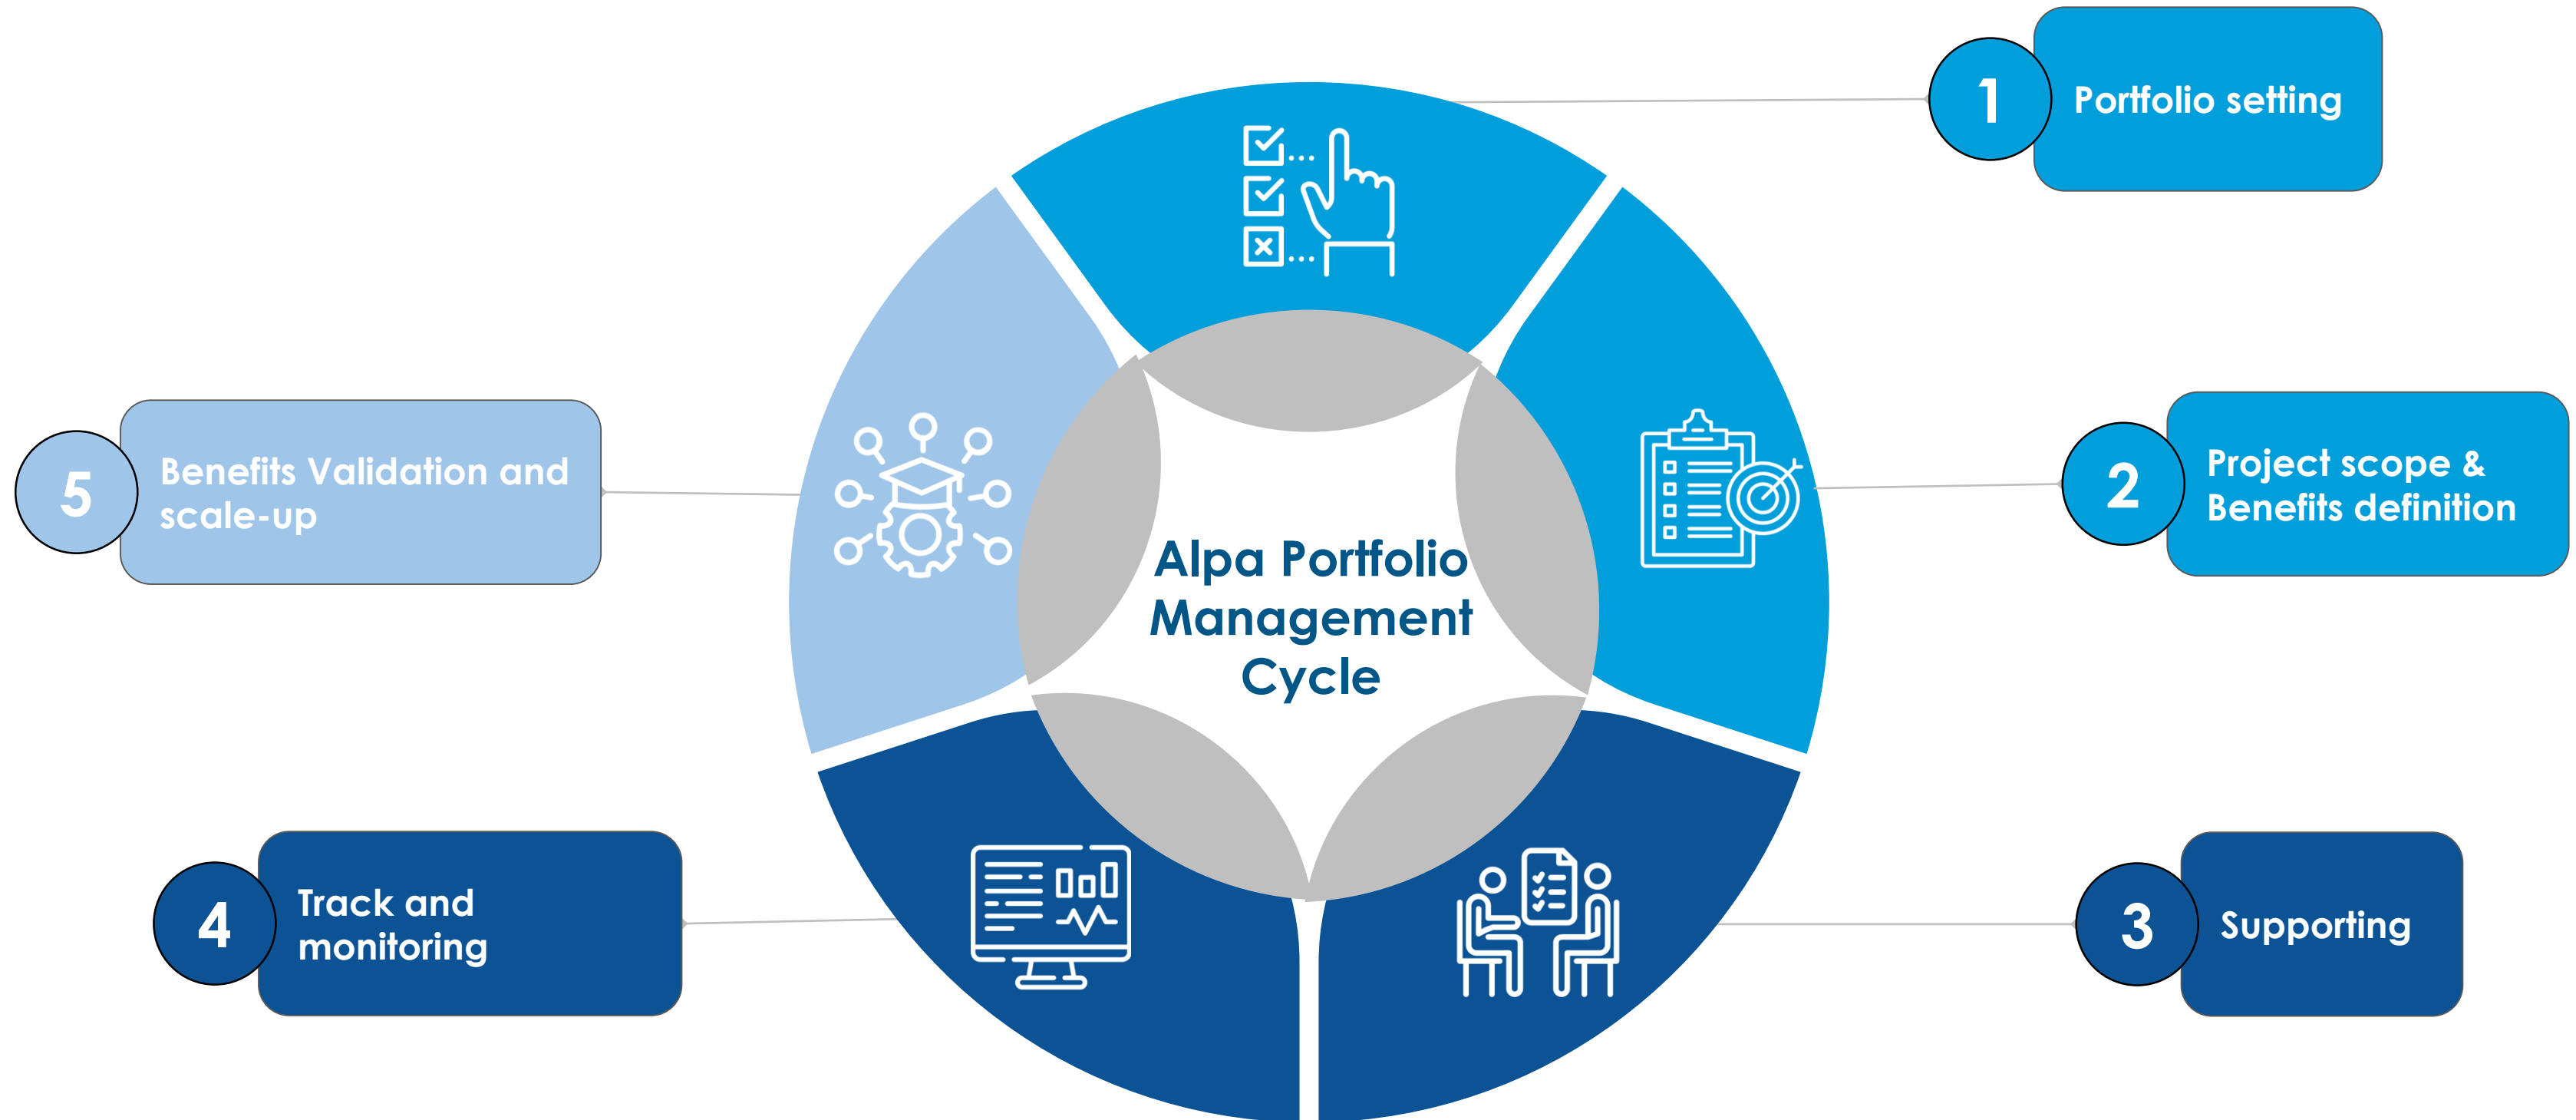 1
Portfolio setting
2
Project scope &
Benefits definition
3
Supporting
4
Track and
monitoring
5
Benefits Validation and
scale-up
Alpa Portfolio
Management
Cycle